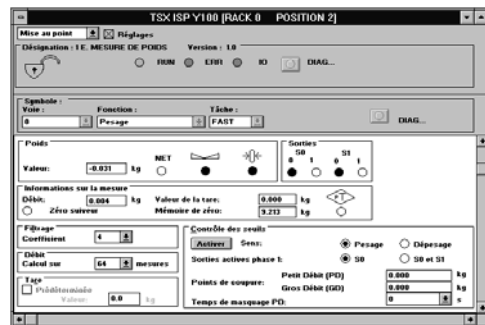 TSX ISP Y100 [RACK 0 POSITION 2]
Mise au point Réglages
Désignation : 1 E. MESURE DE POIDS Version : 1.0
RUN ERR IO DIAG...
Symbole :
Voie : Fonction : Tâche :
0 Pesage FAST DIAG...
Poids Sorties
NET S0 S1
0 1 0 1
Valeur: -0.031 kg
Informations sur la mesure
Débit: 0.004 kg Valeur de la tare: 0.000 kg PT
Zéro suiveur Mémoire de zéro: 9.213 kg
Filtrage Contrôle des seuils
Coefficient 4 Activer Sens: Pesage Dépesage
Débit Sorties actives phase 1: S0 S0 et S1
Calcul sur 64 mesures
Petit Débit (PD) 0.000 kg
Points de coupure: Gros Débit (GD) 0.000 kg
Tare
Prédéterminée
Valeur: 0.0 kg Temps de masquage PD: 0 s